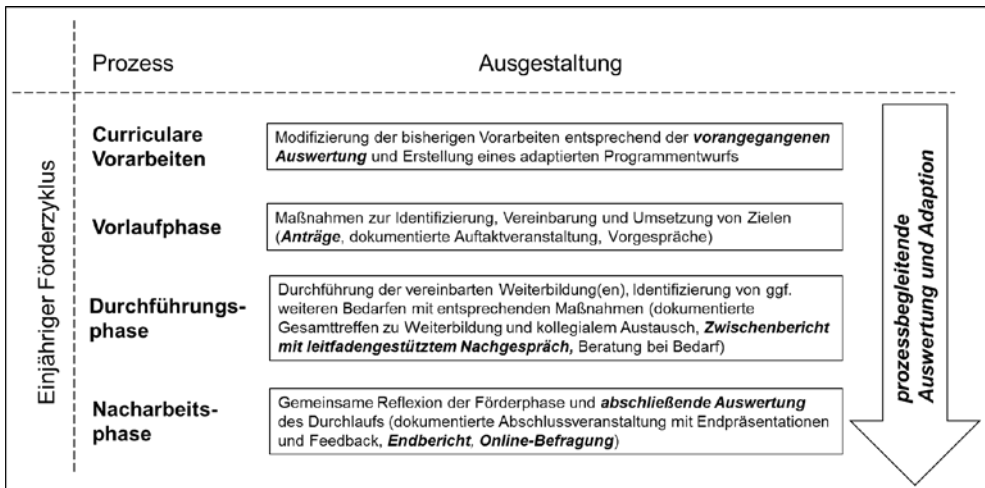 Prozess
Ausgestaltung
Einjähriger Förderzyklus
Curriculare
Vorarbeiten
Modifizierung der bisherigen Vorarbeiten entsprechend der vorangegangenen
Auswertung und Erstellung eines adaptierten Programmentwurfs
Vorlaufphase
Maßnahmen zur Identifizierung, Vereinbarung und Umsetzung von Zielen
(Anträge, dokumentierte Auftaktveranstaltung, Vorgespräche)
Durchführungs-
phase
Durchführung der vereinbarten Weiterbildung(en), Identifizierung von ggf.
weiteren Bedarfen mit entsprechenden Maßnahmen (dokumentierte
Gesamttreffen zu Weiterbildung und kollegialem Austausch, Zwischenbericht
mit leitfadengestütztem Nachgespräch, Beratung bei Bedarf)
Nacharbeits-
phase
Gemeinsame Reflexion der Förderphase und abschließende Auswertung
des Durchlaufs (dokumentierte Abschlussveranstaltung mit Endpräsentationen
und Feedback, Endbericht, Online-Befragung)
prozessbegleitende
Auswertung und Adaption